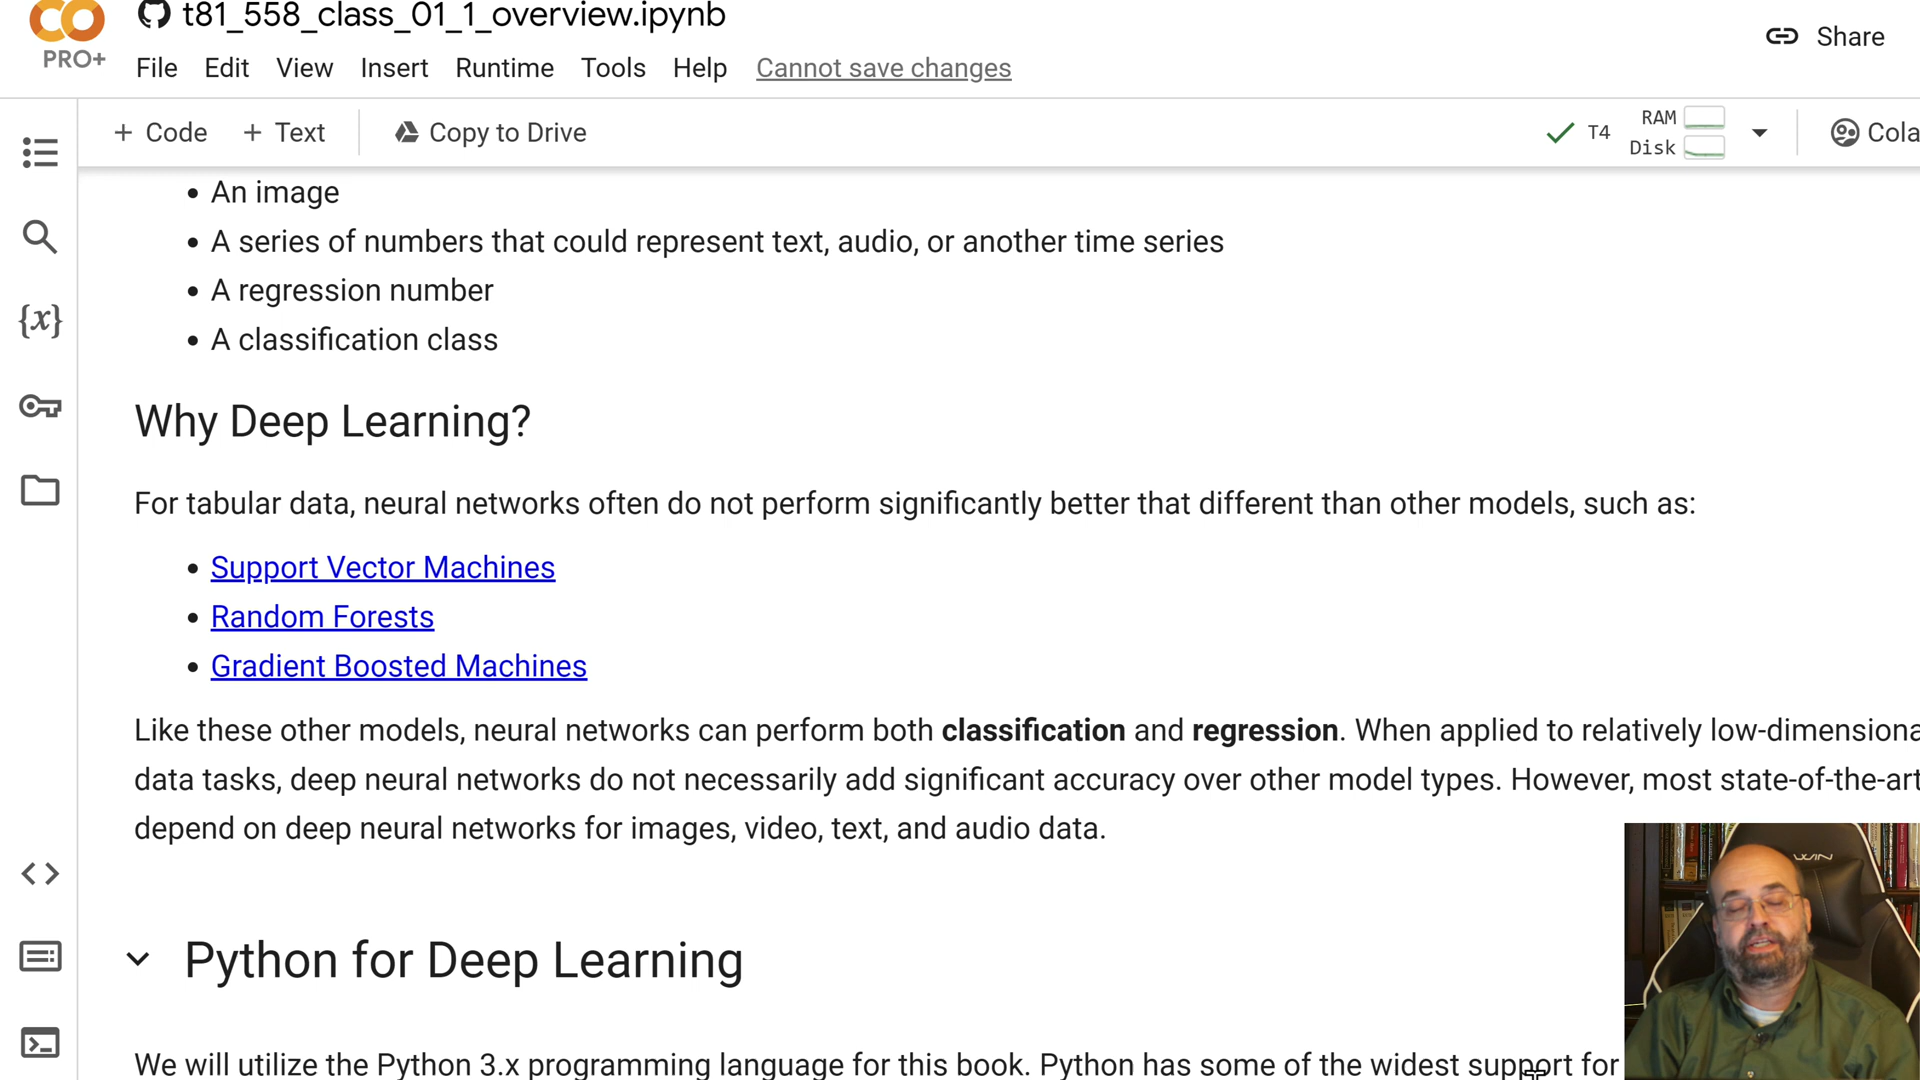 t81_558_class_01_1_overview.ipynb
PRO+
File Edit View Insert Runtime Tools Help Cannot save changes
Share
+ Code + Text Copy to Drive
T4
RAM
Disk
Cola
• An image
• A series of numbers that could represent text, audio, or another time series
{x}
• A regression number
• A classification class
Why Deep Learning?
For tabular data, neural networks often do not perform significantly better that different than other models, such as:
• Support Vector Machines
• Random Forests
• Gradient Boosted Machines
Like these other models, neural networks can perform both classification and regression. When applied to relatively low-dimensiona
data tasks, deep neural networks do not necessarily add significant accuracy over other model types. However, most state-of-the-art
depend on deep neural networks for images, video, text, and audio data.
Python for Deep Learning
We will utilize the Python 3.x programming language for this book. Python has some of the widest support for